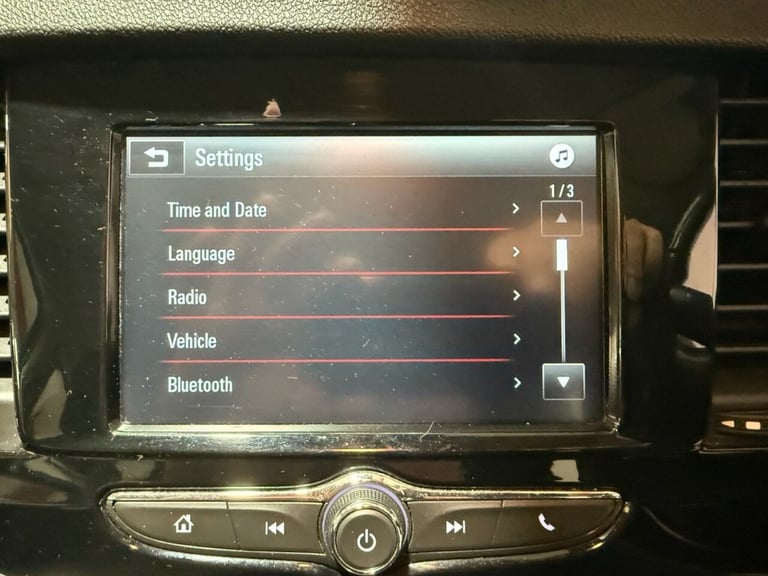 Settings
1/3
Time and Date
Language
Radio
Vehicle
Bluetooth